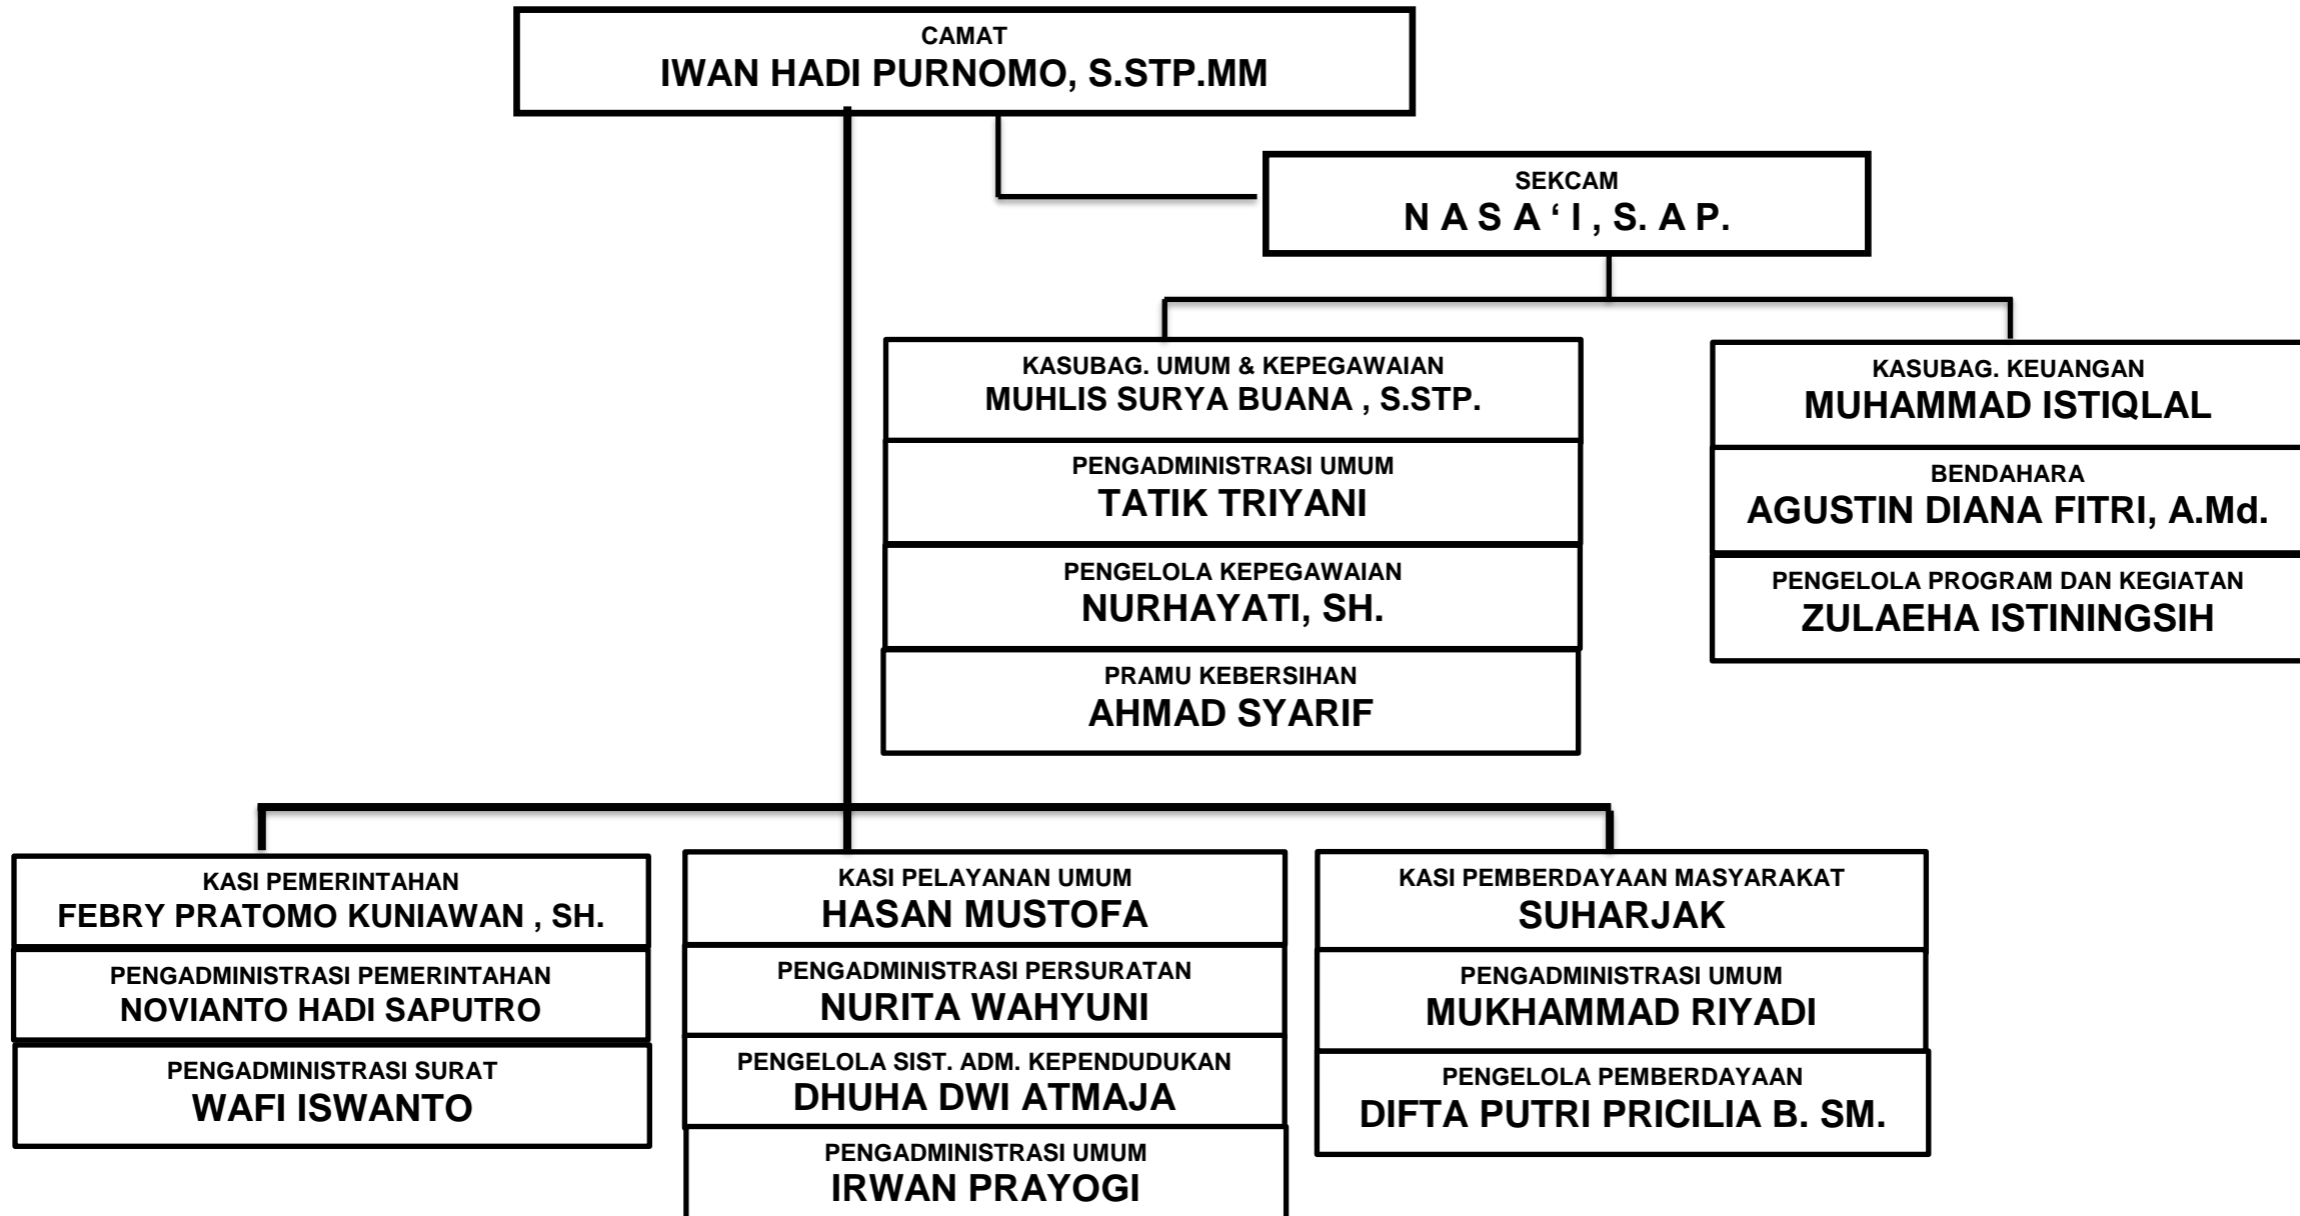 CAMAT
IWAN HADI PURNOMO, S.STP.MM
SEKCAM
N A S A ‘ I , S. A P.
KASUBAG. UMUM & KEPEGAWAIAN
MUHLIS SURYA BUANA , S.STP.
PENGADMINISTRASI UMUM
TATIK TRIYANI
PENGELOLA KEPEGAWAIAN
NURHAYATI, SH.
PRAMU KEBERSIHAN
AHMAD SYARIF
KASUBAG. KEUANGAN
MUHAMMAD ISTIQLAL
BENDAHARA
AGUSTIN DIANA FITRI, A.Md.
PENGELOLA PROGRAM DAN KEGIATAN
ZULAEHA ISTININGSIH
KASI PEMERINTAHAN
FEBRY PRATOMO KUNIAWAN , SH.
PENGADMINISTRASI PEMERINTAHAN
NOVIANTO HADI SAPUTRO
PENGADMINISTRASI SURAT
WAFI ISWANTO
KASI PELAYANAN UMUM
HASAN MUSTOFA
PENGADMINISTRASI PERSURATAN
NURITA WAHYUNI
PENGELOLA SIST. ADM. KEPENDUDUKAN
DHUHA DWI ATMAJA
PENGADMINISTRASI UMUM
IRWAN PRAYOGI
KASI PEMBERDAYAAN MASYARAKAT
SUHARJAK
PENGADMINISTRASI UMUM
MUKHAMMAD RIYADI
PENGELOLA PEMBERDAYAAN
DIFTA PUTRI PRICILIA B. SM.